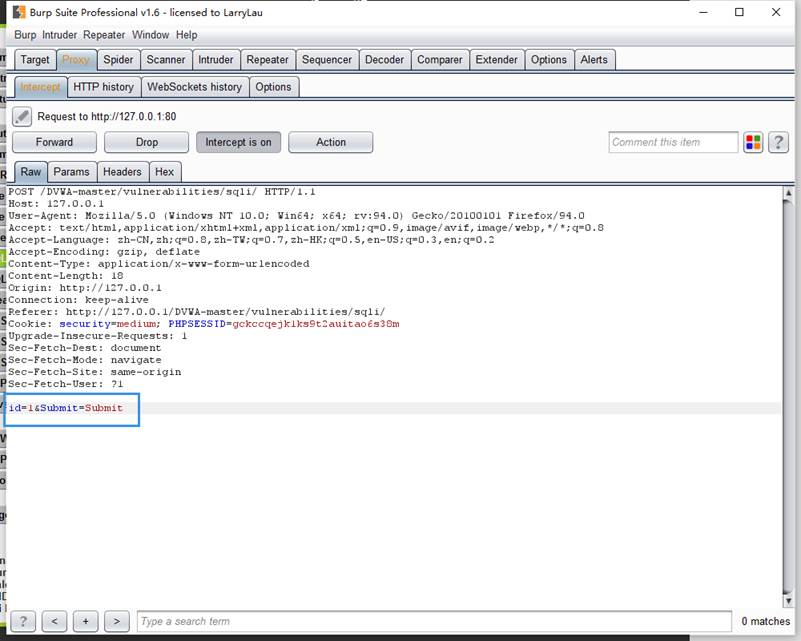 Burp Suite Professional v1.6 - licensed to LarryLau
Burp Intruder Repeater Window Help
Target Proxy Spider Scanner Intruder Repeater Sequencer Decoder Comparer Extender Options Alerts
Intercept HTTP history WebSockets history Options
Request to http://127.0.0.1:80
Forward Drop Intercept is on Action Comment this item ?
Raw Params Headers Hex
POST /DVWA-master/vulnerabilities/sqli/ HTTP/1.1
Host: 127.0.0.1
User-Agent: Mozilla/5.0 (Windows NT 10.0; Win64; x64; rv:94.0) Gecko/20100101 Firefox/94.0
Accept: text/html,application/xhtml+xml,application/xml;q=0.9,image/avif,image/webp,*/*;q=0.8
Accept-Language: zh-CN,zh;q=0.8,zh-TW;q=0.7,zh-HK;q=0.5,en-US;q=0.3,en;q=0.2
Accept-Encoding: gzip, deflate
Content-Type: application/x-www-form-urlencoded
Content-Length: 18
Origin: http://127.0.0.1
Connection: keep-alive
Referer: http://127.0.0.1/DVWA-master/vulnerabilities/sqli/
Cookie: security=medium; PHPSESSID=gckccqejklks9t2auitao6s38m
Upgrade-Insecure-Requests: 1
Sec-Fetch-Dest: document
Sec-Fetch-Mode: navigate
Sec-Fetch-Site: same-origin
Sec-Fetch-User: ?1
id=1&Submit=Submit
? < + > Type a search term 0 matches